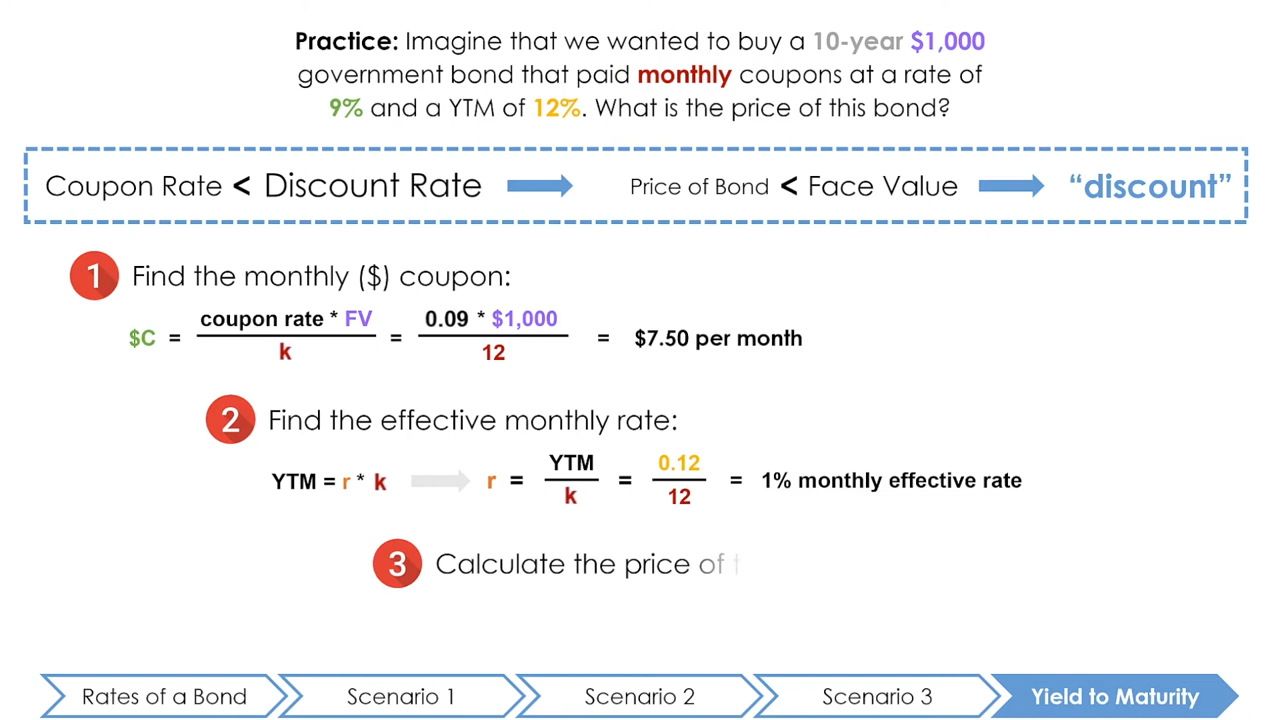 Practice: Imagine that we wanted to buy a 10-year $1,000
government bond that paid monthly coupons at a rate of
9% and a YTM of 12%. What is the price of this bond?
Coupon Rate < Discount Rate Price of Bond < Face Value “discount”
1 Find the monthly ($) coupon:
$C = coupon rate * FV / k = 0.09 * $1,000 / 12 = $7.50 per month
2 Find the effective monthly rate:
YTM = r * k r = YTM / k = 0.12 / 12 = 1% monthly effective rate
3 Calculate the price of
Rates of a Bond Scenario 1 Scenario 2 Scenario 3 Yield to Maturity